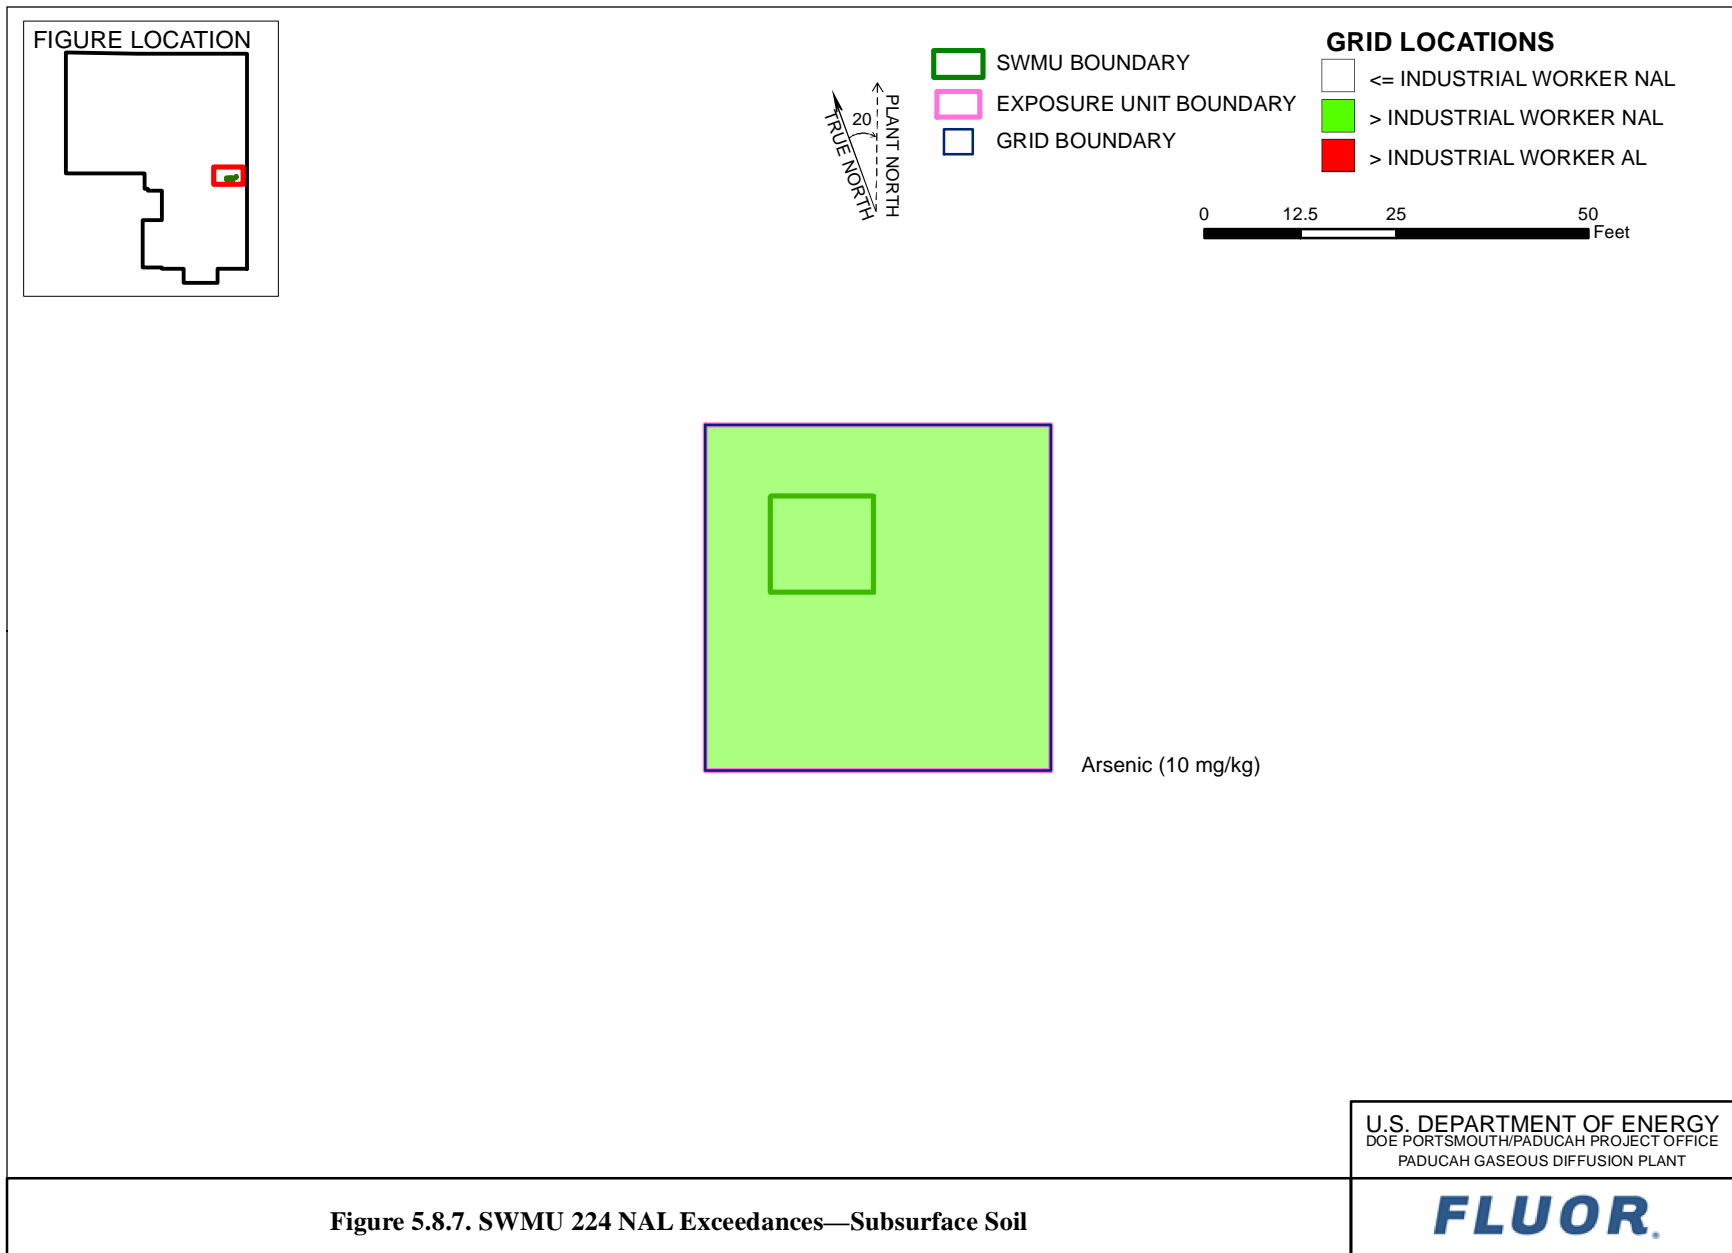 FIGURE LOCATION
TRUE NORTH
20
PLANT NORTH
SWMU BOUNDARY
EXPOSURE UNIT BOUNDARY
GRID BOUNDARY
GRID LOCATIONS
<= INDUSTRIAL WORKER NAL
> INDUSTRIAL WORKER NAL
> INDUSTRIAL WORKER AL
0 12.5 25 50
Feet
Arsenic (10 mg/kg)
U.S. DEPARTMENT OF ENERGY
DOE PORTSMOUTH/PADUCAH PROJECT OFFICE
PADUCAH GASEOUS DIFFUSION PLANT
Figure 5.8.7. SWMU 224 NAL Exceedances—Subsurface Soil
FLUOR®